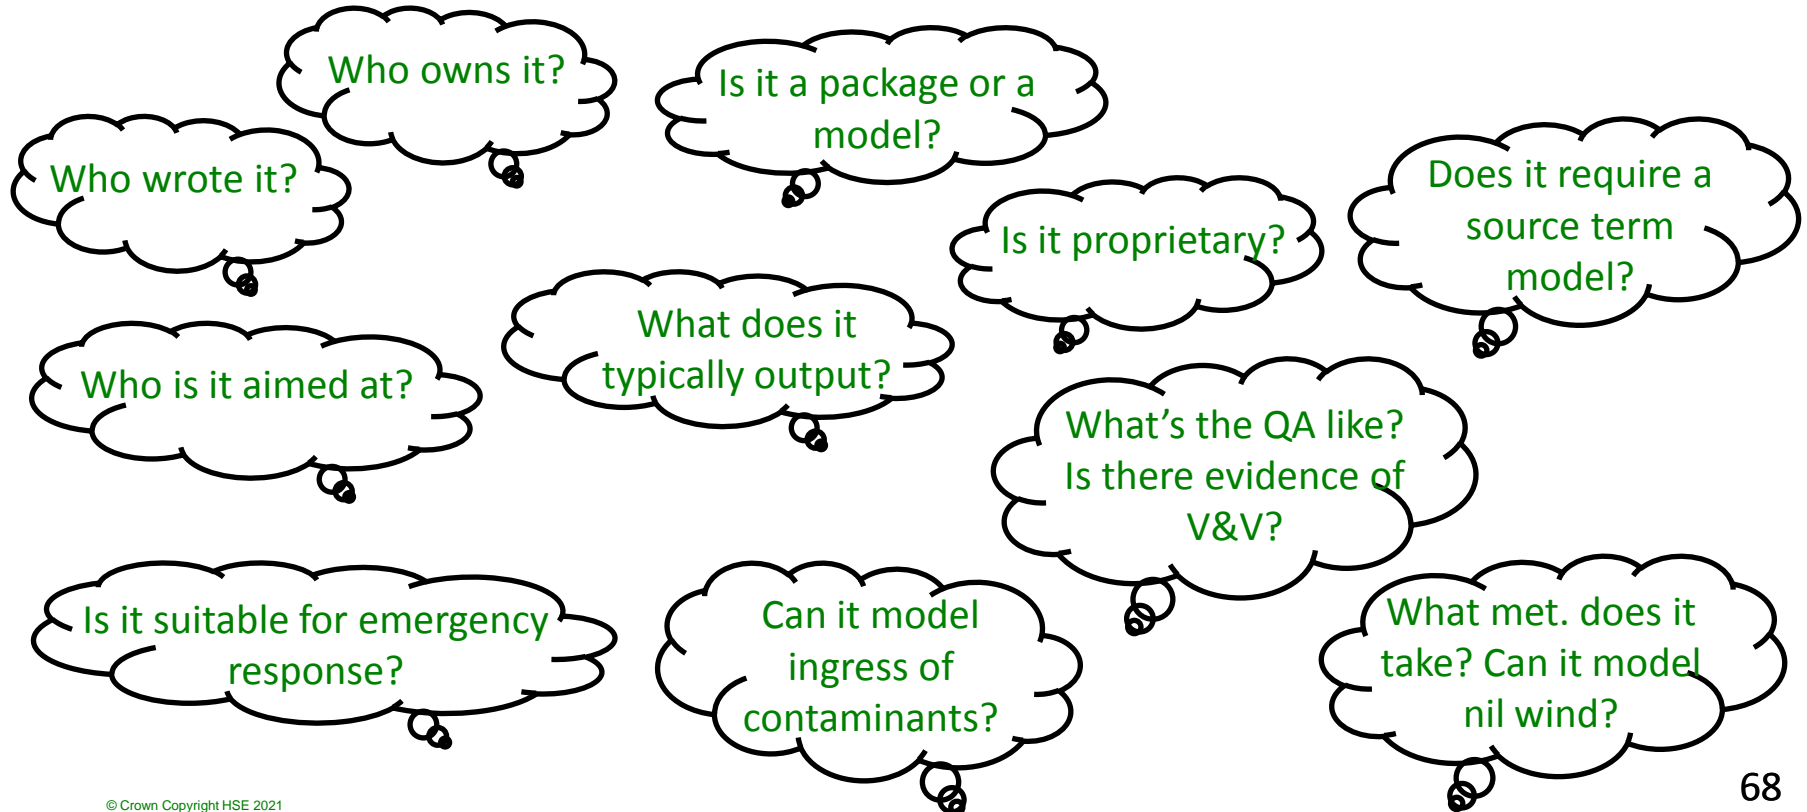 Who owns it?
Is it a package or a
model?
Who wrote it?
Does it require a
source term
model?
Is it proprietary?
What does it
typically output?
Who is it aimed at?
What’s the QA like?
Is there evidence of
V&V?
Is it suitable for emergency
response?
Can it model
ingress of
contaminants?
What met. does it
take? Can it model
nil wind?
68
© Crown Copyright HSE 2021